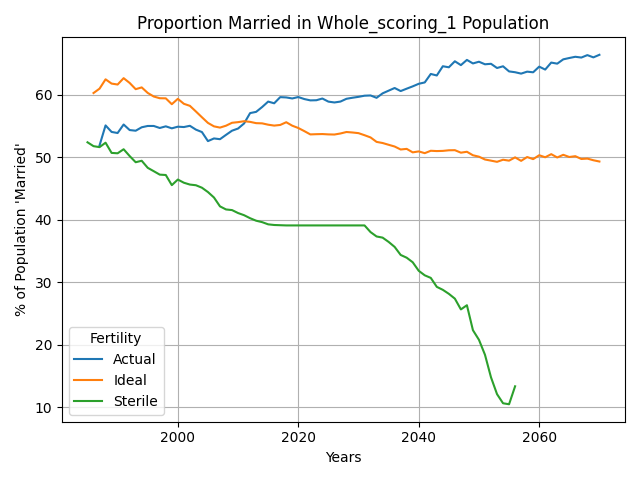 Proportion Married in Whole_scoring_1 Population
% of Population 'Married'
60
50
40
30
20
10
Fertility
Actual
Ideal
Sterile
2000 2020 2040 2060
Years